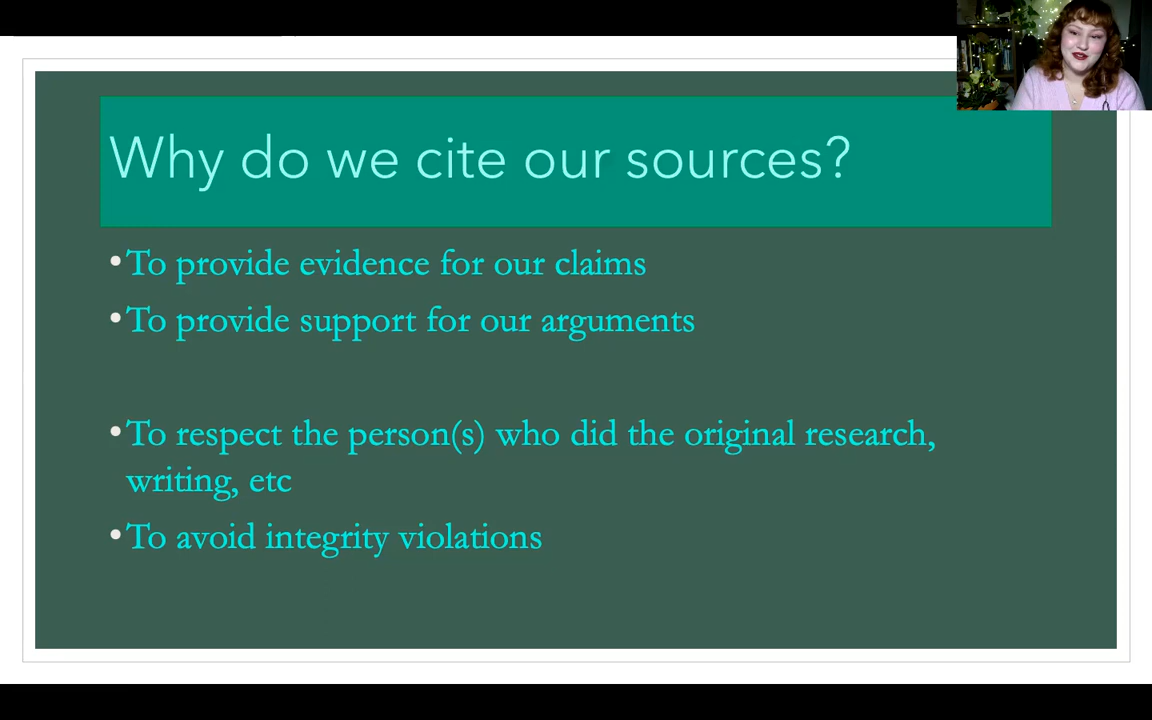 Why do we cite our sources?
•To provide evidence for our claims
•To provide support for our arguments
•To respect the person(s) who did the original research,
writing, etc
•To avoid integrity violations